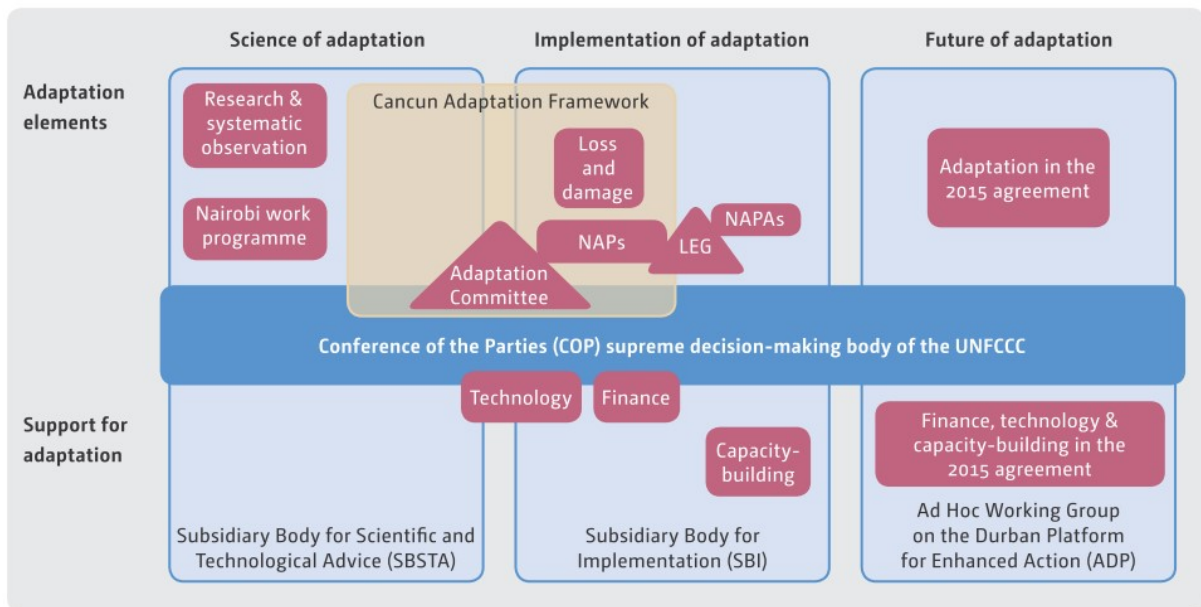 Science of adaptation
Implementation of adaptation
Future of adaptation
Adaptation
elements
Research &
systematic
observation
Nairobi work
programme
Cancun Adaptation Framework
Loss
and
damage
NAPs
LEG
NAPAs
Adaptation
Committee
Adaptation in the
2015 agreement
Conference of the Parties (COP) supreme decision-making body of the UNFCCC
Support for
adaptation
Technology
Finance
Capacity-
building
Finance, technology &
capacity-building in the
2015 agreement
Subsidiary Body for Scientific and
Technological Advice (SBSTA)
Subsidiary Body for
Implementation (SBI)
Ad Hoc Working Group
on the Durban Platform
for Enhanced Action (ADP)